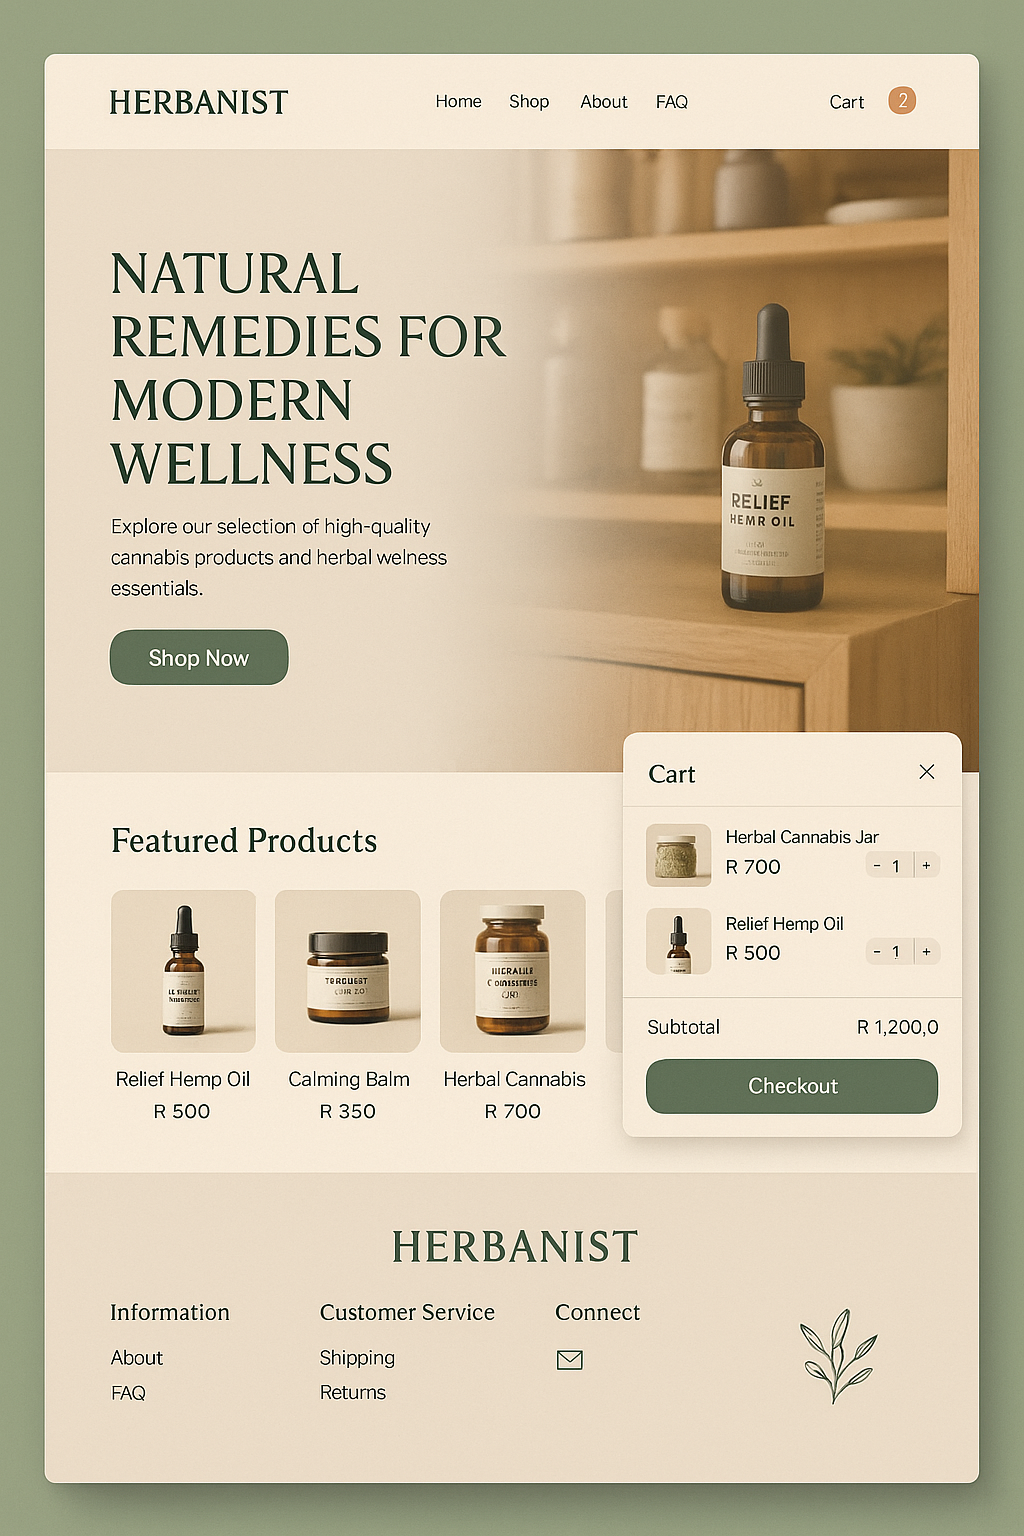 HERBANIST
Home Shop About FAQ
Cart 2
NATURAL
REMEDIES FOR
MODERN
WELLNESS
Explore our selection of high-quality
cannabis products and herbal welness
essentials.
Shop Now
RELIEF
HEMR OIL
Featured Products
Relief Hemp Oil
R 500
Calming Balm
R 350
Herbal Cannabis
R 700
Cart
Herbal Cannabis Jar
R 700
- 1 +
Relief Hemp Oil
R 500
- 1 +
Subtotal R 1,200,0
Checkout
HERBANIST
Information
About
FAQ
Customer Service
Shipping
Returns
Connect